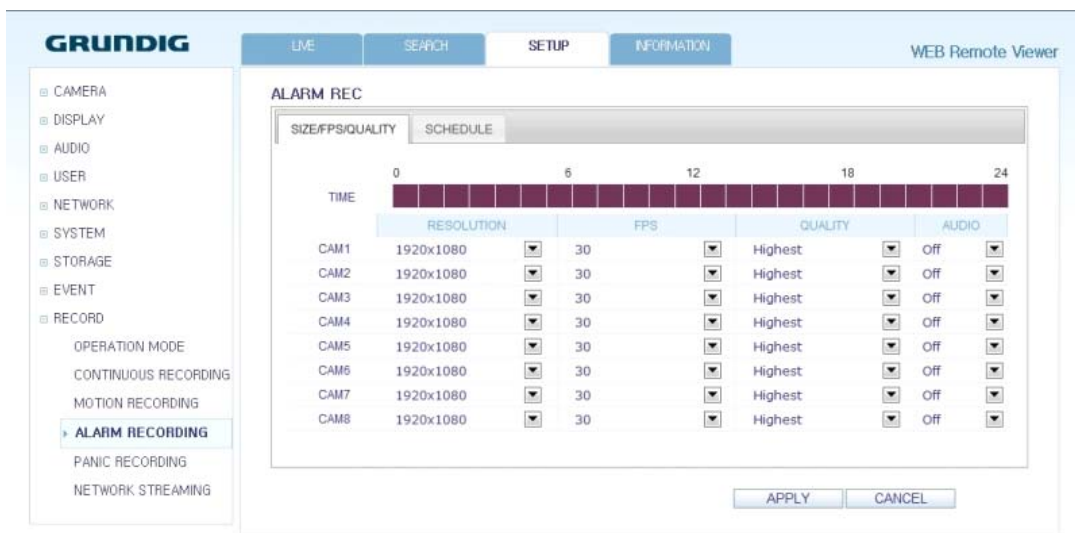 GRUNDIG
LIVE SEARCH SETUP INFORMATION
WEB Remote Viewer
CAMERA
DISPLAY
AUDIO
USER
NETWORK
SYSTEM
STORAGE
EVENT
RECORD
OPERATION MODE
CONTINUOUS RECORDING
MOTION RECORDING
ALARM RECORDING
PANIC RECORDING
NETWORK STREAMING
ALARM REC
SIZE/FPS/QUALITY SCHEDULE
0 6 12 18 24
TIME
RESOLUTION FPS QUALITY AUDIO
CAM1 1920x1080 30 Highest Off
CAM2 1920x1080 30 Highest Off
CAM3 1920x1080 30 Highest Off
CAM4 1920x1080 30 Highest Off
CAM5 1920x1080 30 Highest Off
CAM6 1920x1080 30 Highest Off
CAM7 1920x1080 30 Highest Off
CAM8 1920x1080 30 Highest Off
APPLY CANCEL